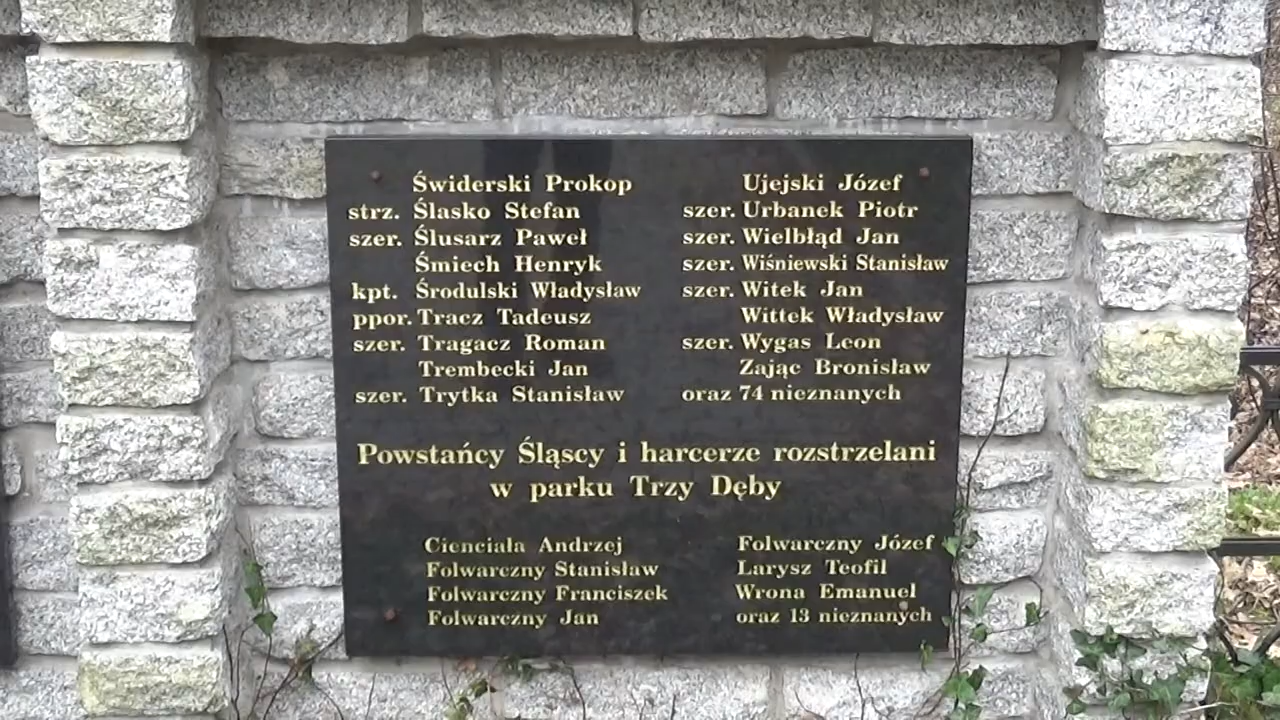 Świderski Prokop
strz. Ślasko Stefan
szer. Ślusarz Paweł
Śmiech Henryk
kpt. Środulski Władysław
ppor. Tracz Tadeusz
szer. Tragacz Roman
Trembecki Jan
szer. Trytka Stanisław
Ujejski Józef
szer. Urbanek Piotr
szer. Wielbłąd Jan
szer. Wiśniewski Stanisław
szer. Witek Jan
Wittek Władysław
szer. Wygas Leon
Zając Bronisław
oraz 74 nieznanych
Powstańcy Śląscy i harcerze rozstrzelani
w parku Trzy Dęby
Cienciała Andrzej
Folwarczny Stanisław
Folwarczny Franciszek
Folwarczny Jan
Folwarczny Józef
Larysz Teofil
Wrona Emanuel
oraz 13 nieznanych